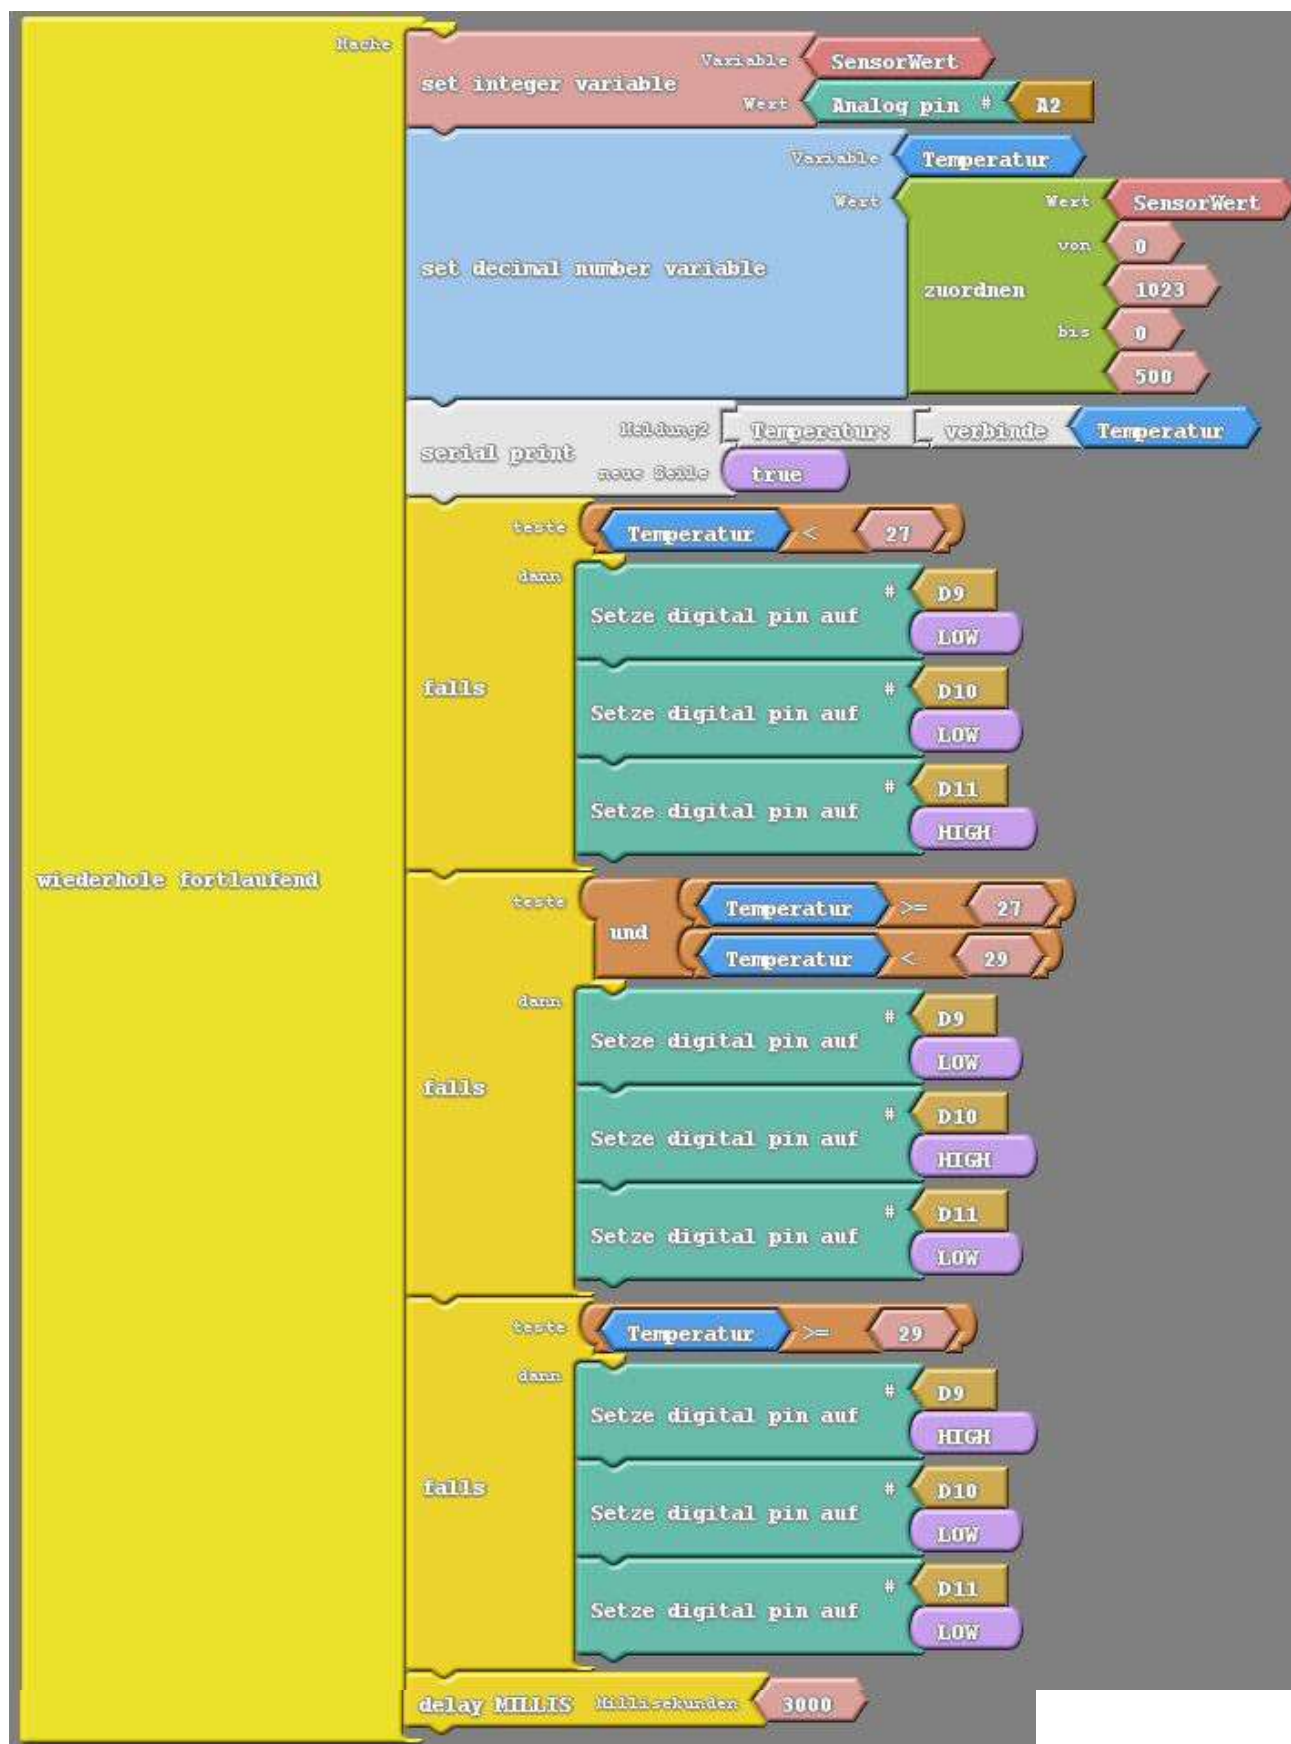 Mache
set integer variable
Variable SensorWert
Wert Analog pin # A2
set decimal number variable
Variable Temperatur
Wert
zuordnen
Wert SensorWert
von 0
1023
bis 0
500
serial print
Meldung2 Temperatur: verbinde Temperatur
neue Zeile true
falls
teste Temperatur < 27
dann
Setze digital pin auf # D9
LOW
Setze digital pin auf # D10
LOW
Setze digital pin auf # D11
HIGH
wiederhole fortlaufend
falls
teste und Temperatur >= 27
Temperatur < 29
dann
Setze digital pin auf # D9
LOW
Setze digital pin auf # D10
HIGH
Setze digital pin auf # D11
LOW
falls
teste Temperatur >= 29
dann
Setze digital pin auf # D9
HIGH
Setze digital pin auf # D10
LOW
Setze digital pin auf # D11
LOW
delay MILLIS Millisekunden 3000